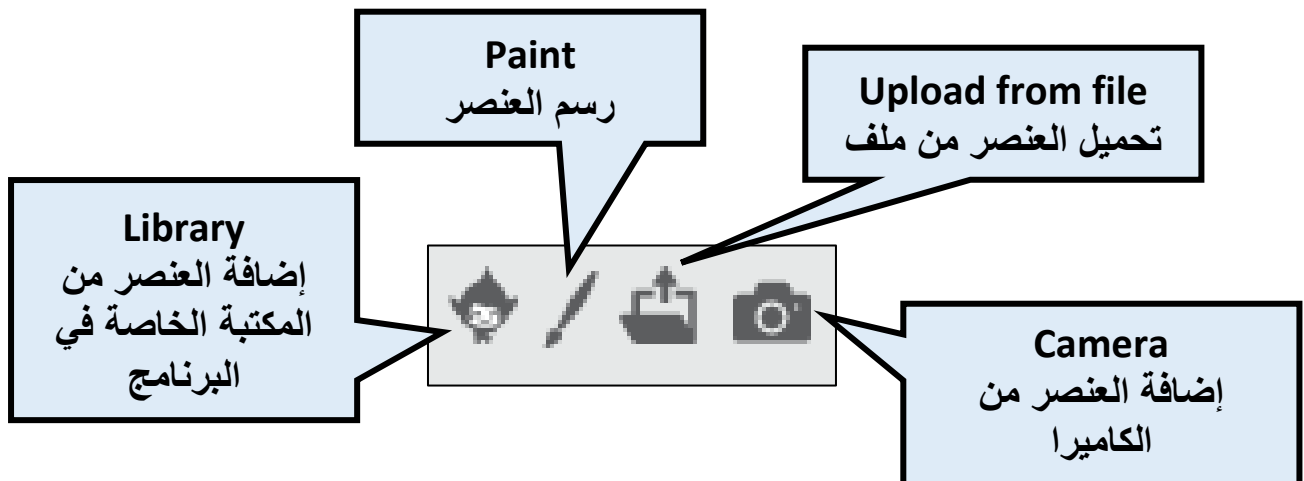 Paint
رسم العنصر
Upload from file
تحميل العنصر من ملف
Library
إضافة العنصر من
المكتبة الخاصة في
البرنامج
Camera
إضافة العنصر من
الكاميرا